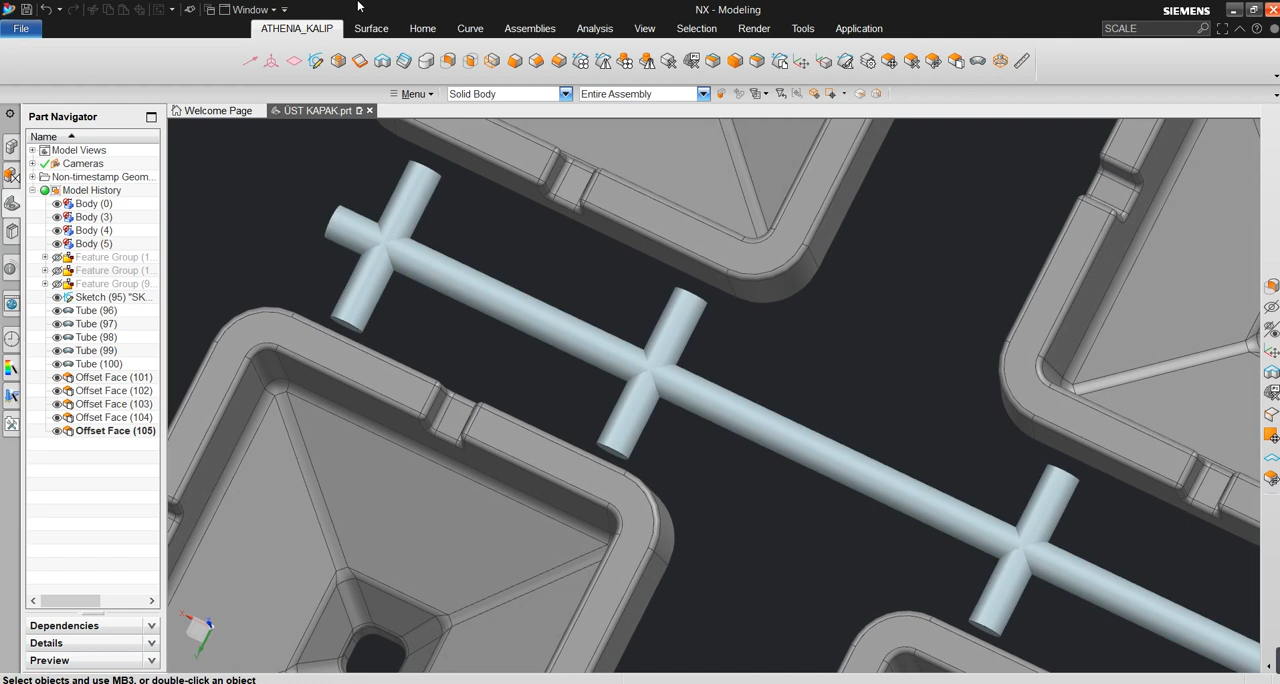 Window
NX - Modeling
SIEMENS
File
ATHENIA_KALIP
Surface
Home
Curve
Assemblies
Analysis
View
Selection
Render
Tools
Application
SCALE
Menu
Solid Body
Entire Assembly
Part Navigator
Welcome Page
ÜST KAPAK.prt
Name
Model Views
Cameras
Non-timestamp Geom...
Model History
Body (0)
Body (3)
Body (4)
Body (5)
Feature Group (1...
Feature Group (1...
Feature Group (9...
Sketch (95) "SK...
Tube (96)
Tube (97)
Tube (98)
Tube (99)
Tube (100)
Offset Face (101)
Offset Face (102)
Offset Face (103)
Offset Face (104)
Offset Face (105)
Dependencies
Details
Preview
X
Y
Select objects and use MB3, or double-click an object